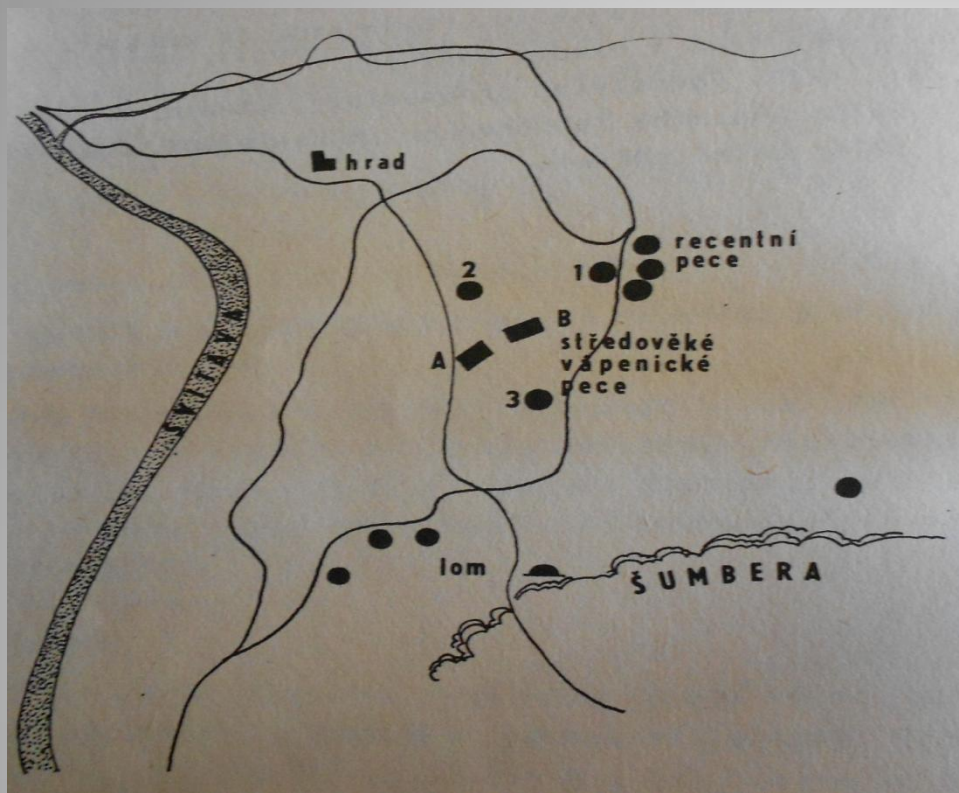 hrad
recentní
pece
1
2
B
středověké
vápenické
pece
A
3
lom
ŠUMBERA